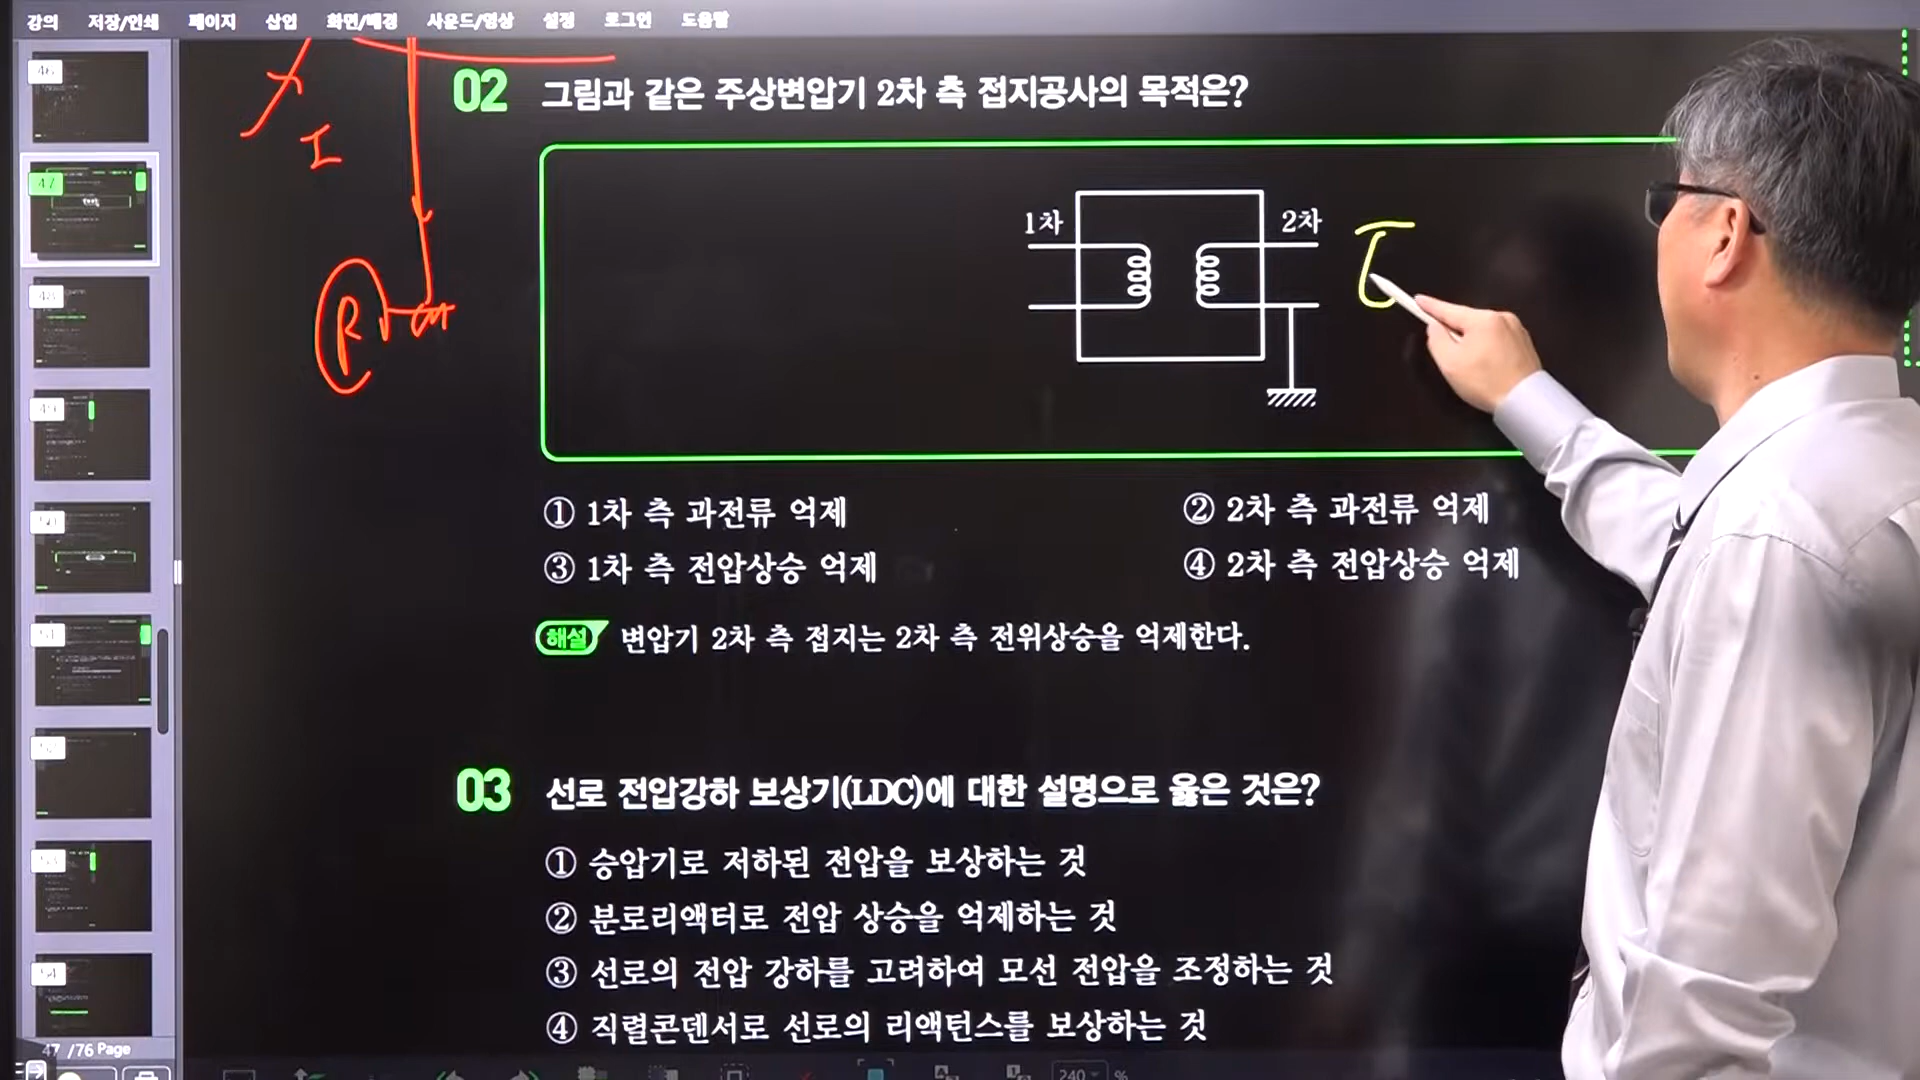 강의 저장/인쇄 페이지 삽입 화면/배경 사운드/영상 설정 로그인 도움말
46
47
48
49
50
51
52
53
54
47 /76 Page
I
R
02 그림과 같은 주상변압기 2차 측 접지공사의 목적은?
1차 2차
① 1차 측 과전류 억제 ② 2차 측 과전류 억제
③ 1차 측 전압상승 억제 ④ 2차 측 전압상승 억제
해설 변압기 2차 측 접지는 2차 측 전위상승을 억제한다.
03 선로 전압강하 보상기(LDC)에 대한 설명으로 옳은 것은?
① 승압기로 저하된 전압을 보상하는 것
② 분로리액터로 전압 상승을 억제하는 것
③ 선로의 전압 강하를 고려하여 모선 전압을 조정하는 것
④ 직렬콘덴서로 선로의 리액턴스를 보상하는 것
240 %